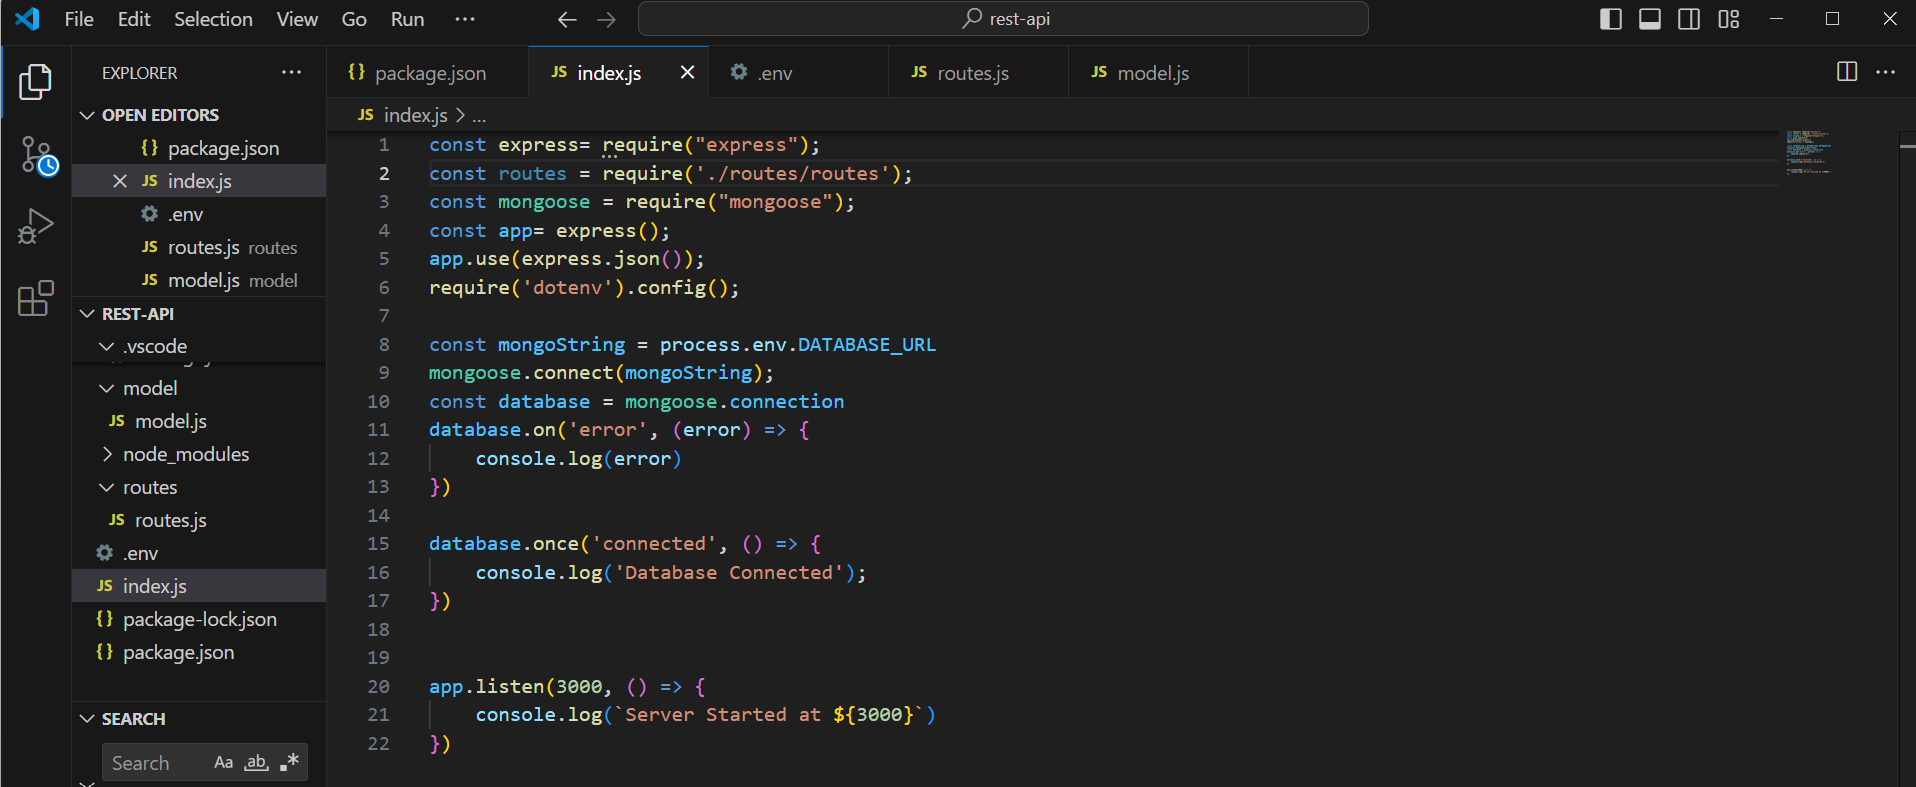 File Edit Selection View Go Run ··· rest-api
EXPLORER ···
OPEN EDITORS
package.json
JS index.js
.env
JS routes.js routes
JS model.js model
REST-API
.vscode
model
JS model.js
node_modules
routes
JS routes.js
.env
JS index.js
{} package-lock.json
{} package.json
SEARCH
Search Aa ab .*
{} package.json JS index.js .env JS routes.js JS model.js
JS index.js > ...
1 const express= require("express");
2 const routes = require('./routes/routes');
3 const mongoose = require("mongoose");
4 const app= express();
5 app.use(express.json());
6 require('dotenv').config();
7
8 const mongoString = process.env.DATABASE_URL
9 mongoose.connect(mongoString);
10 const database = mongoose.connection
11 database.on('error', (error) => {
12     console.log(error)
13 })
14
15 database.once('connected', () => {
16     console.log('Database Connected');
17 })
18
19
20 app.listen(3000, () => {
21     console.log(`Server Started at ${3000}`)
22 })